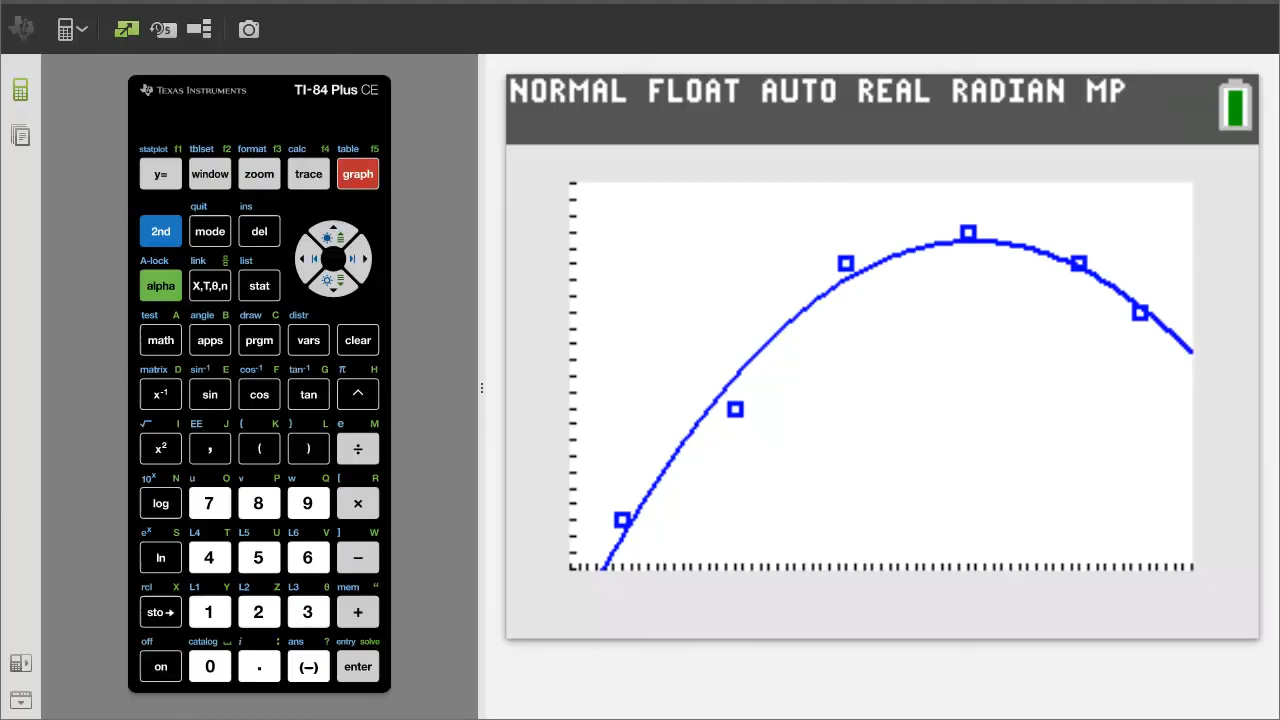 TEXAS INSTRUMENTS TI-84 Plus CE
NORMAL FLOAT AUTO REAL RADIAN MP
statplot f1 tblset f2 format f3 calc f4 table f5
y= window zoom trace graph
quit ins
2nd mode del
A-lock link list
alpha X,T,θ,n stat
test A angle B draw C distr
math apps prgm vars clear
matrix D sin⁻¹ E cos⁻¹ F tan⁻¹ G π H
x⁻¹ sin cos tan ^
√ I EE J { K } L e M
x² , ( ) ÷
10ˣ N u O v P w Q [ R
log 7 8 9 ×
eˣ S L4 T L5 U L6 V ] W
ln 4 5 6 −
rcl X L1 Y L2 Z L3 θ mem "
sto→ 1 2 3 +
off catalog ⎵ i : ans ? entry solve
on 0 . (−) enter